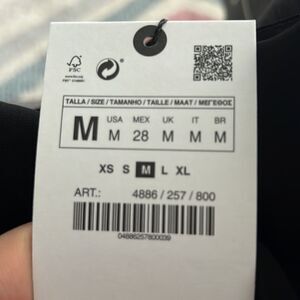 FSC
TALLA / SIZE / TAMANHO / TAILLE / MAAT / ΜΕΓΕΘΟΣ
M USA MEX UK IT BR
M 28 M M M
XS S M L XL
ART.: 4886 / 257 / 800
04886257800039